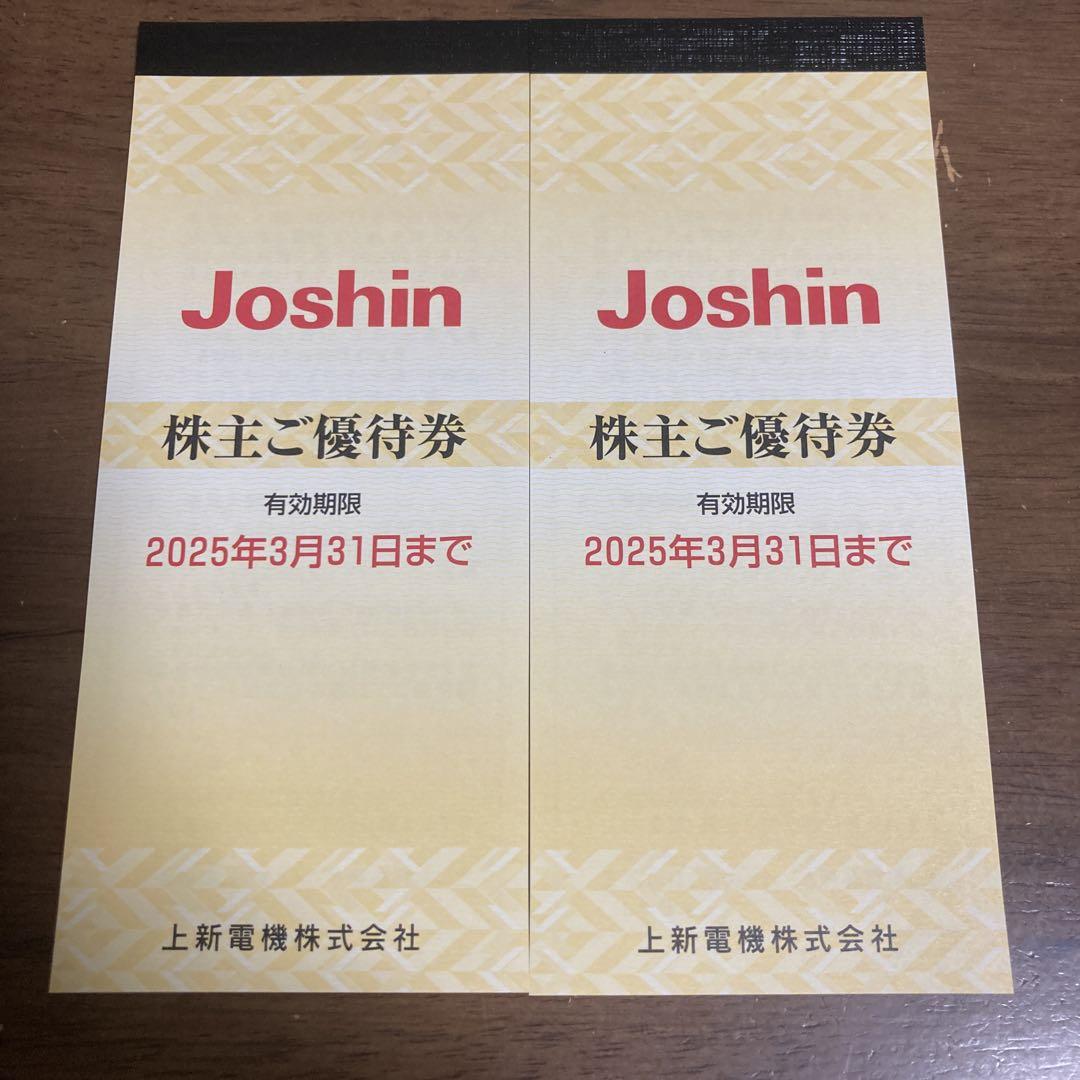 Joshin
株主ご優待券
有効期限
2025年3月31日まで
上新電機株式会社
Joshin
株主ご優待券
有効期限
2025年3月31日まで
上新電機株式会社